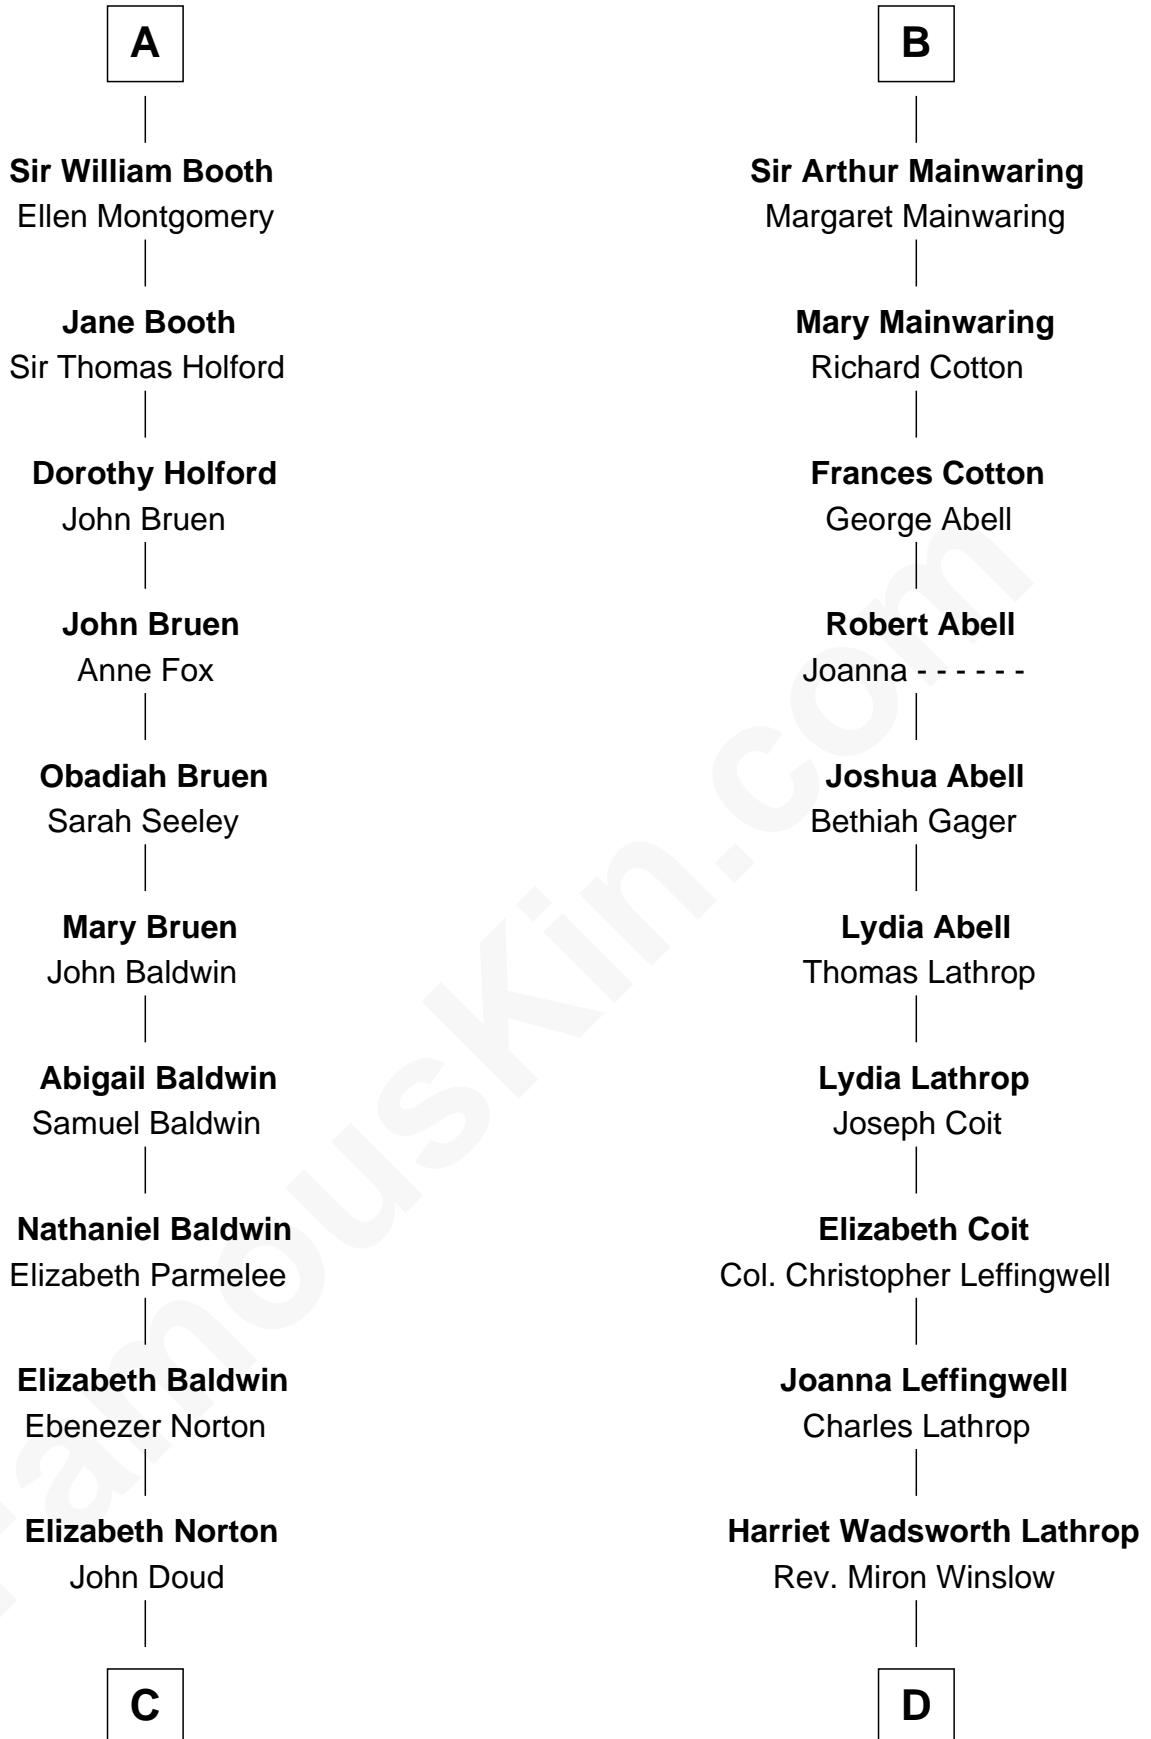 A
Sir William Booth
Ellen Montgomery
Jane Booth
Sir Thomas Holford
Dorothy Holford
John Bruen
John Bruen
Anne Fox
Obadiah Bruen
Sarah Seeley
Mary Bruen
John Baldwin
Abigail Baldwin
Samuel Baldwin
Nathaniel Baldwin
Elizabeth Parmelee
Elizabeth Baldwin
Ebenezer Norton
Elizabeth Norton
John Doud
C
B
Sir Arthur Mainwaring
Margaret Mainwaring
Mary Mainwaring
Richard Cotton
Frances Cotton
George Abell
Robert Abell
Joanna - - - - - -
Joshua Abell
Bethiah Gager
Lydia Abell
Thomas Lathrop
Lydia Lathrop
Joseph Coit
Elizabeth Coit
Col. Christopher Leffingwell
Joanna Leffingwell
Charles Lathrop
Harriet Wadsworth Lathrop
Rev. Miron Winslow
D
FamousKin.com